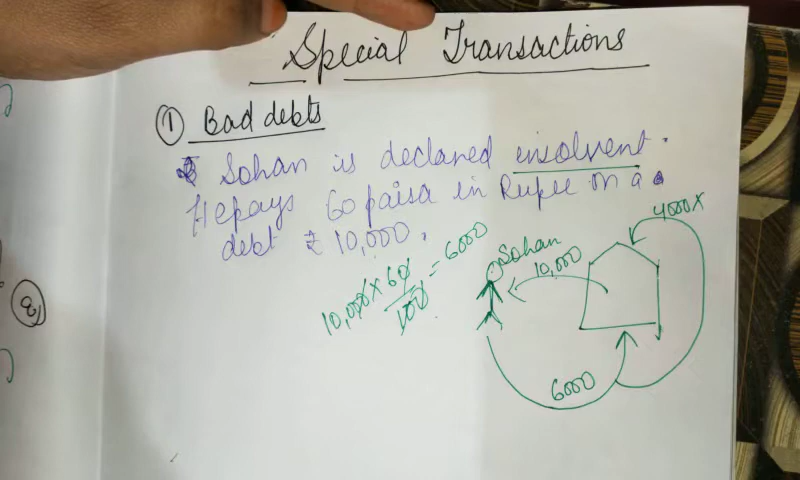 Special Transactions
① Bad debts
Sohan is declared insolvent.
He pays 60 paisa in Rupee on a
debt ₹ 10,000.
10,000 × 60/100 = 6000
Sohan
10,000
4000 X
6000